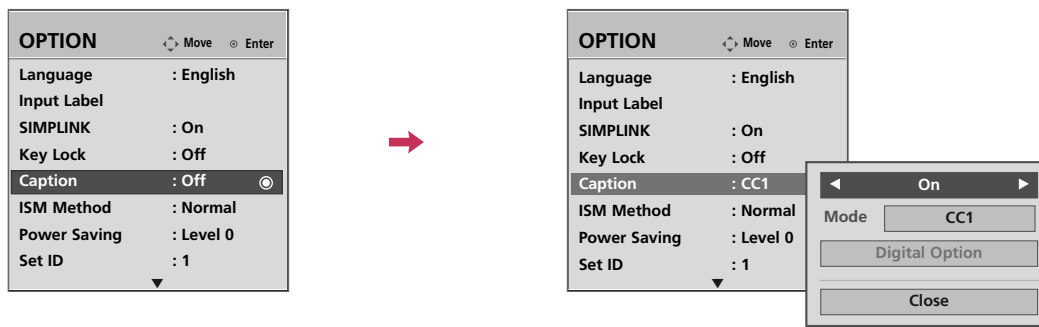 OPTION Move Enter
Language : English
Input Label
SIMPLINK : On
Key Lock : Off
Caption : Off
ISM Method : Normal
Power Saving : Level 0
Set ID : 1
OPTION Move Enter
Language : English
Input Label
SIMPLINK : On
Key Lock : Off
Caption : CC1
ISM Method : Normal
Power Saving : Level 0
Set ID : 1
On
Mode CC1
Digital Option
Close